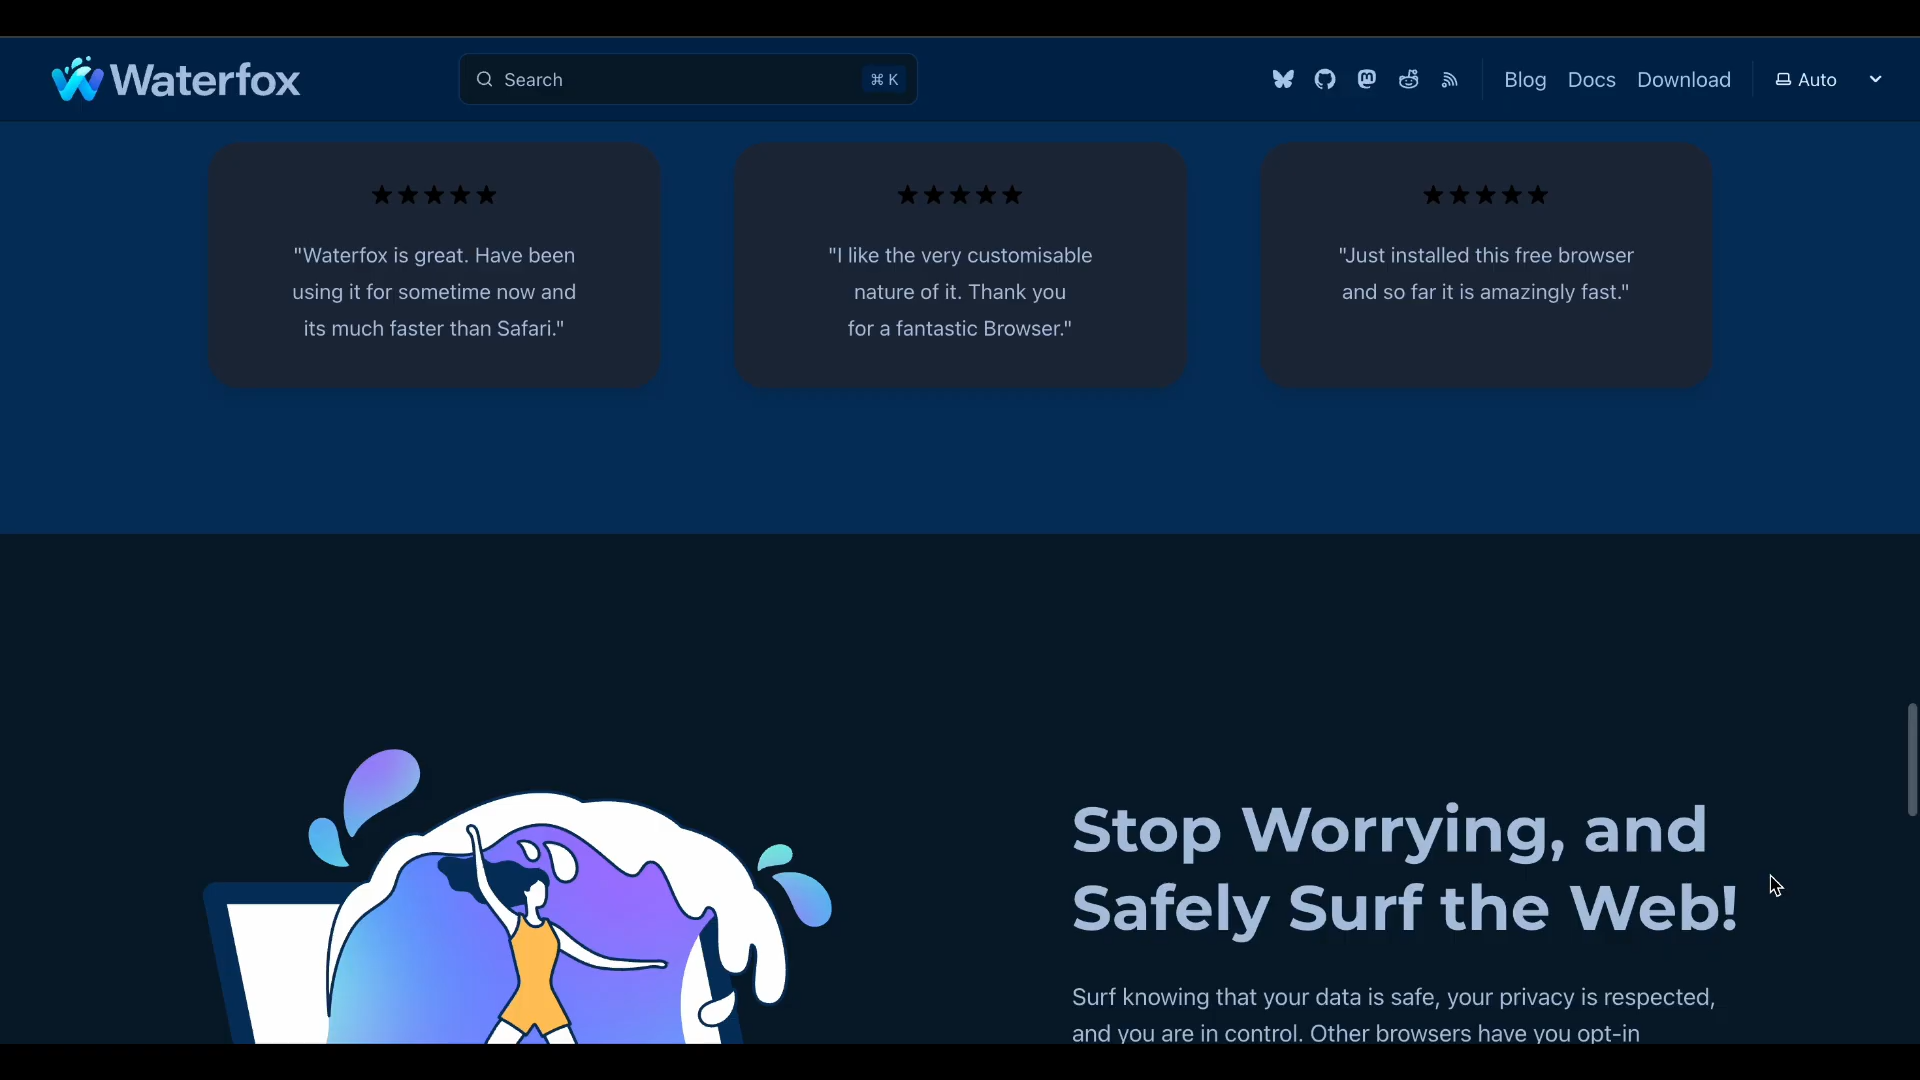 Waterfox
Search
⌘ K
Blog
Docs
Download
Auto
"Waterfox is great. Have been
using it for sometime now and
its much faster than Safari."
"I like the very customisable
nature of it. Thank you
for a fantastic Browser."
"Just installed this free browser
and so far it is amazingly fast."
Stop Worrying, and
Safely Surf the Web!
Surf knowing that your data is safe, your privacy is respected,
and you are in control. Other browsers have you opt-in